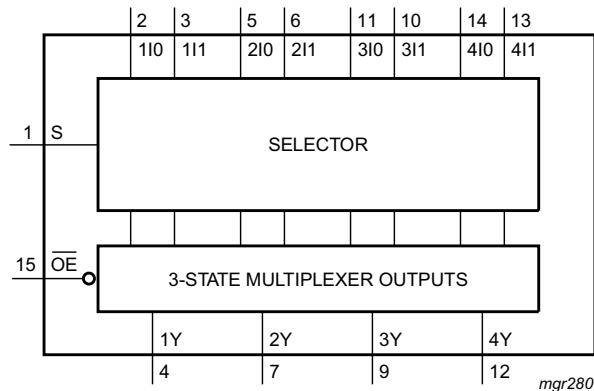 2 3 5 6 11 10 14 13
1I0 1I1 2I0 2I1 3I0 3I1 4I0 4I1
1 S
SELECTOR
15 O̅E̅
3-STATE MULTIPLEXER OUTPUTS
1Y 2Y 3Y 4Y
4 7 9 12
mgr280